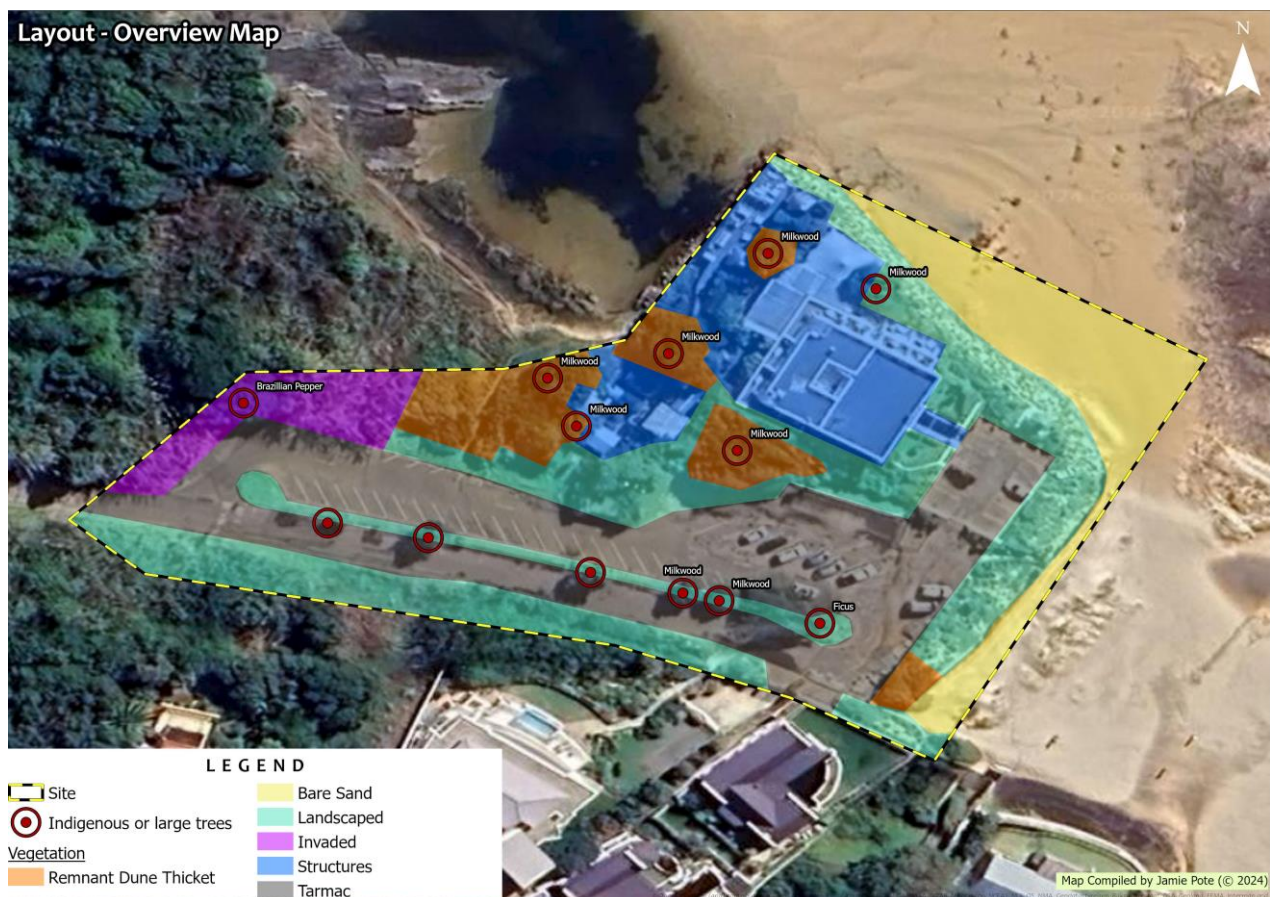 Layout - Overview Map
N
Milkwood
Milkwood
Milkwood
Milkwood
Brazillian Pepper
Milkwood
Milkwood
Milkwood
Milkwood
Ficus
LEGEND
Site
Indigenous or large trees
Vegetation
Remnant Dune Thicket
Bare Sand
Landscaped
Invaded
Structures
Tarmac
Map Compiled by Jamie Pote (© 2024)